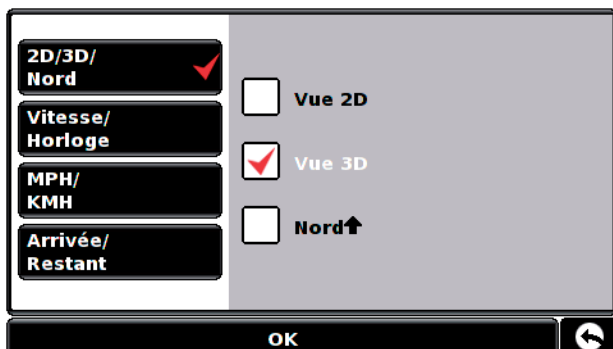 2D/3D/
Nord
Vitesse/
Horloge
MPH/
KMH
Arrivée/
Restant
Vue 2D
Vue 3D
Nord
OK